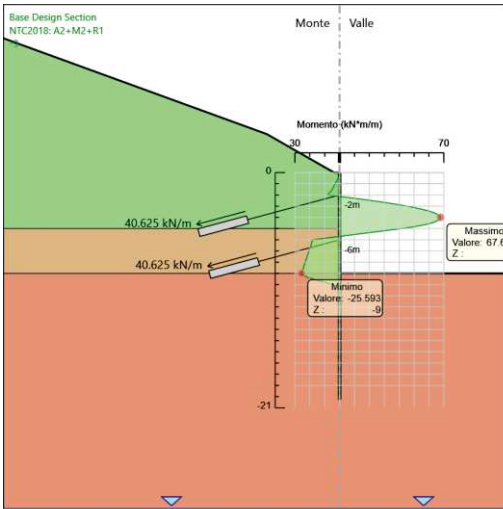 Base Design Section
NTC2018: A2+M2+R1
Monte
Valle
Momento (kN*m/m)
30
70
0
-2m
40.625 kN/m
Massimo
Valore: 67.6
Z :
-6m
40.625 kN/m
Minimo
Valore: -25.593
Z : -9
-21